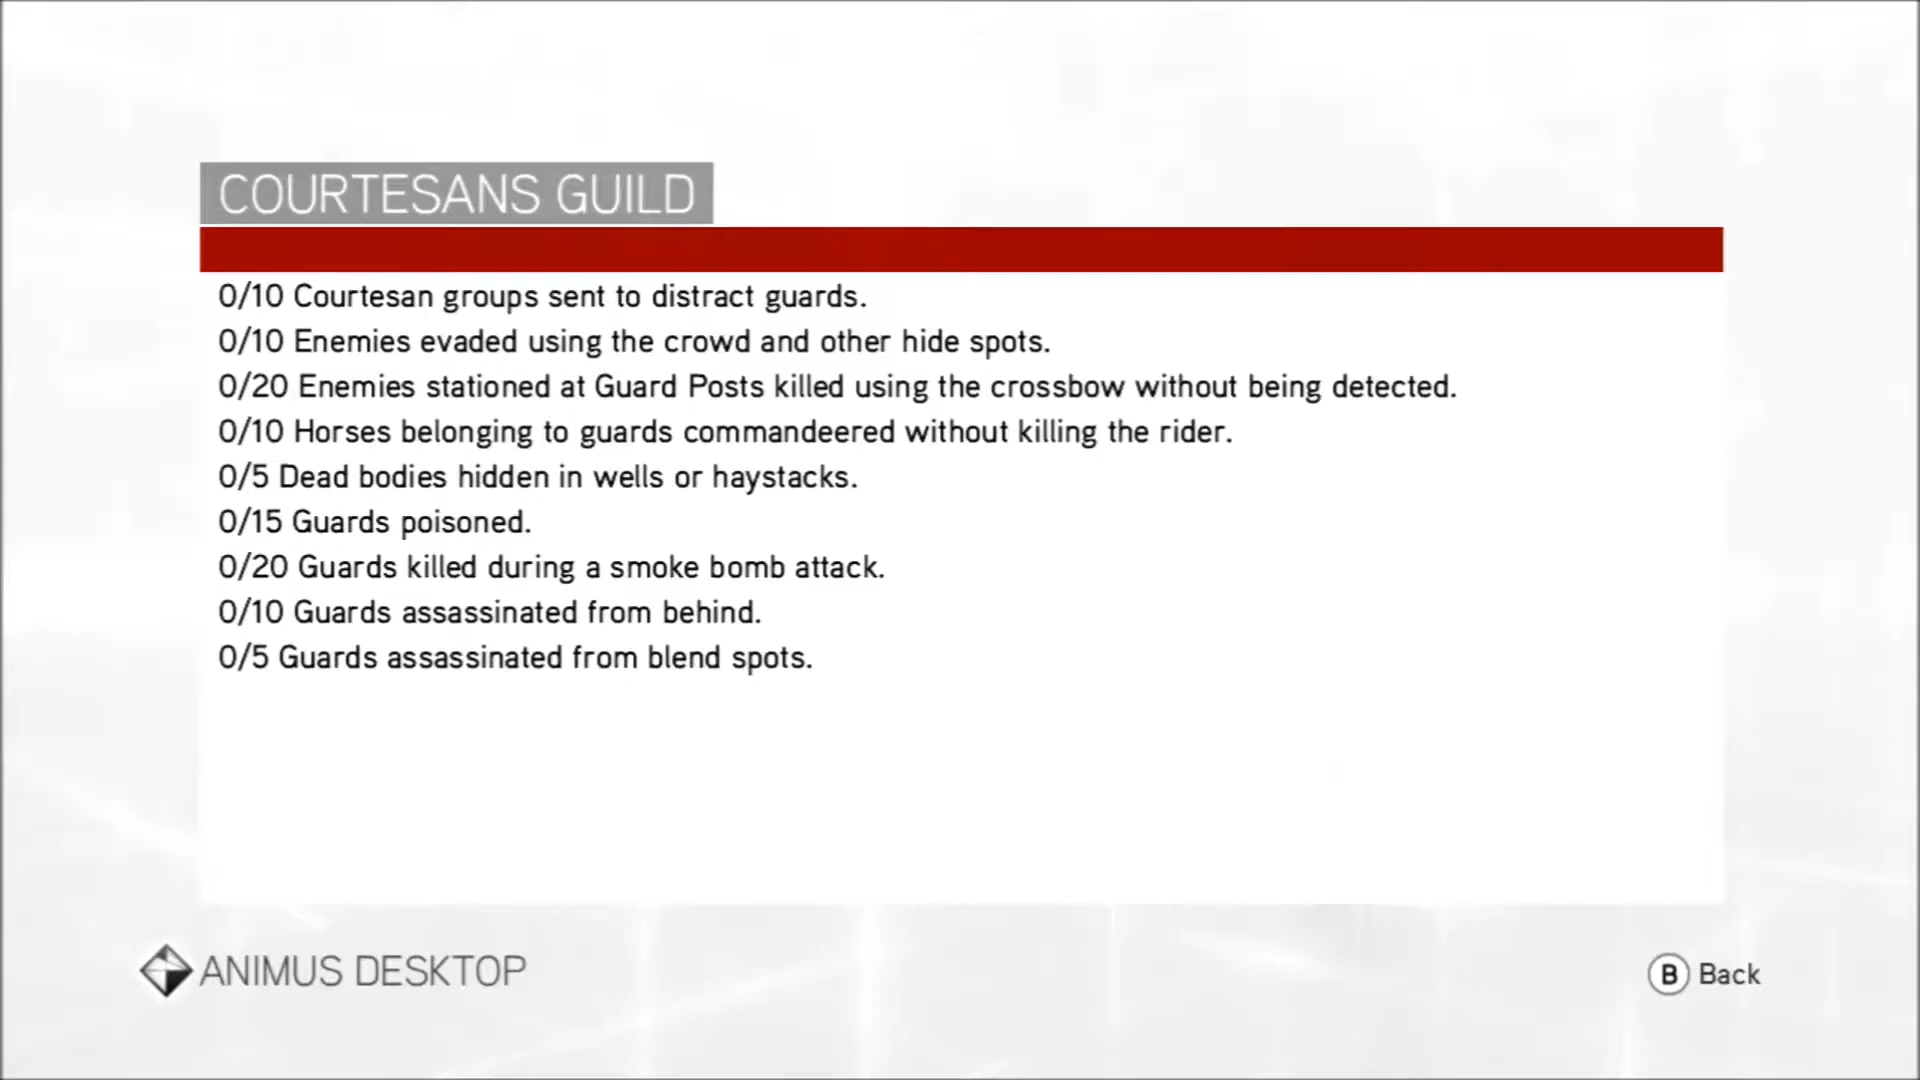 COURTESANS GUILD
0/10 Courtesan groups sent to distract guards.
0/10 Enemies evaded using the crowd and other hide spots.
0/20 Enemies stationed at Guard Posts killed using the crossbow without being detected.
0/10 Horses belonging to guards commandeered without killing the rider.
0/5 Dead bodies hidden in wells or haystacks.
0/15 Guards poisoned.
0/20 Guards killed during a smoke bomb attack.
0/10 Guards assassinated from behind.
0/5 Guards assassinated from blend spots.
ANIMUS DESKTOP
B Back